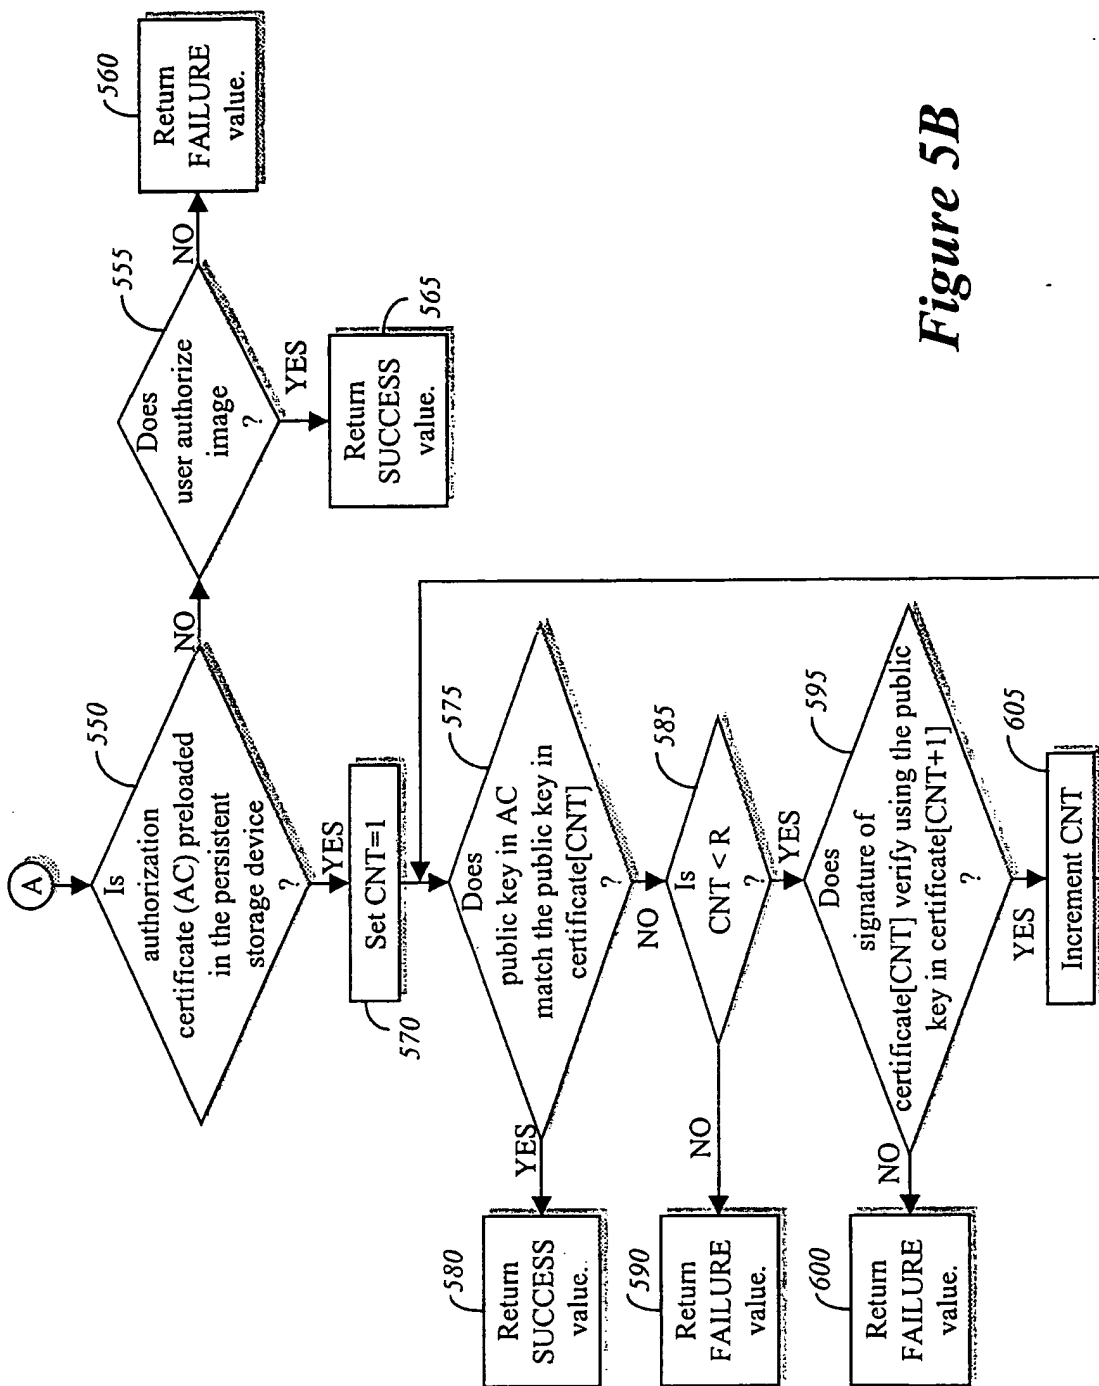 A
550
Is
authorization
certificate (AC) preloaded
in the persistent
storage device
?
NO
YES
555
Does
user authorize
image
?
NO
YES
560
Return
FAILURE
value.
565
Return
SUCCESS
value.
570
Set CNT=1
575
Does
public key in AC
match the public key in
certificate[CNT]
?
YES
NO
580
Return
SUCCESS
value.
585
Is
CNT < R
?
NO
YES
590
Return
FAILURE
value.
595
Does
signature of
certificate[CNT] verify using the public
key in certificate[CNT+1]
?
NO
YES
600
Return
FAILURE
value.
605
Increment CNT
Figure 5B